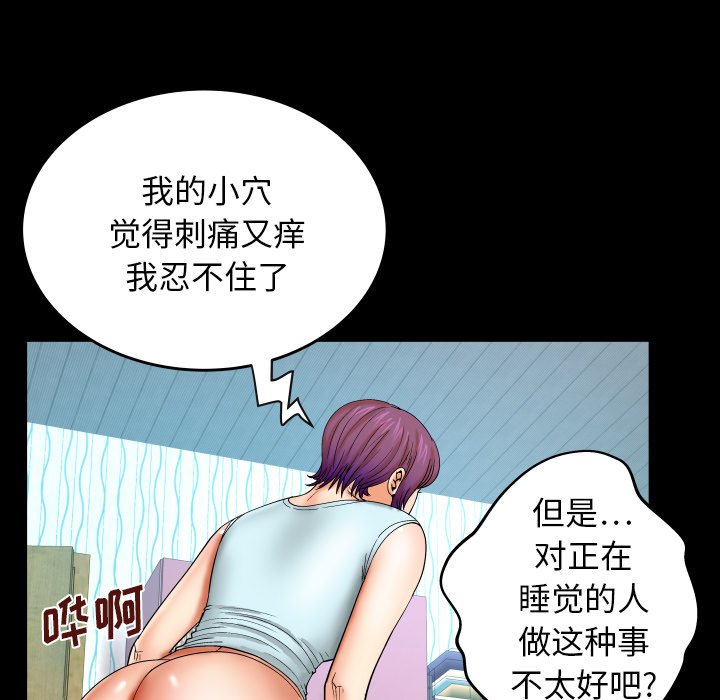 我的小穴
觉得刺痛又痒
我忍不住了
但是...
对正在
睡觉的人
做这种事
不太好吧?
哗啊